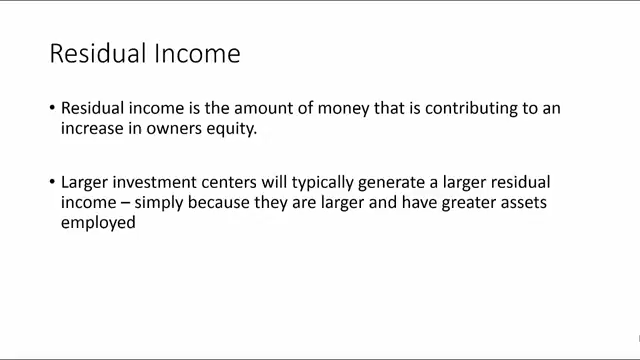 Residual Income
• Residual income is the amount of money that is contributing to an
increase in owners equity.
• Larger investment centers will typically generate a larger residual
income – simply because they are larger and have greater assets
employed